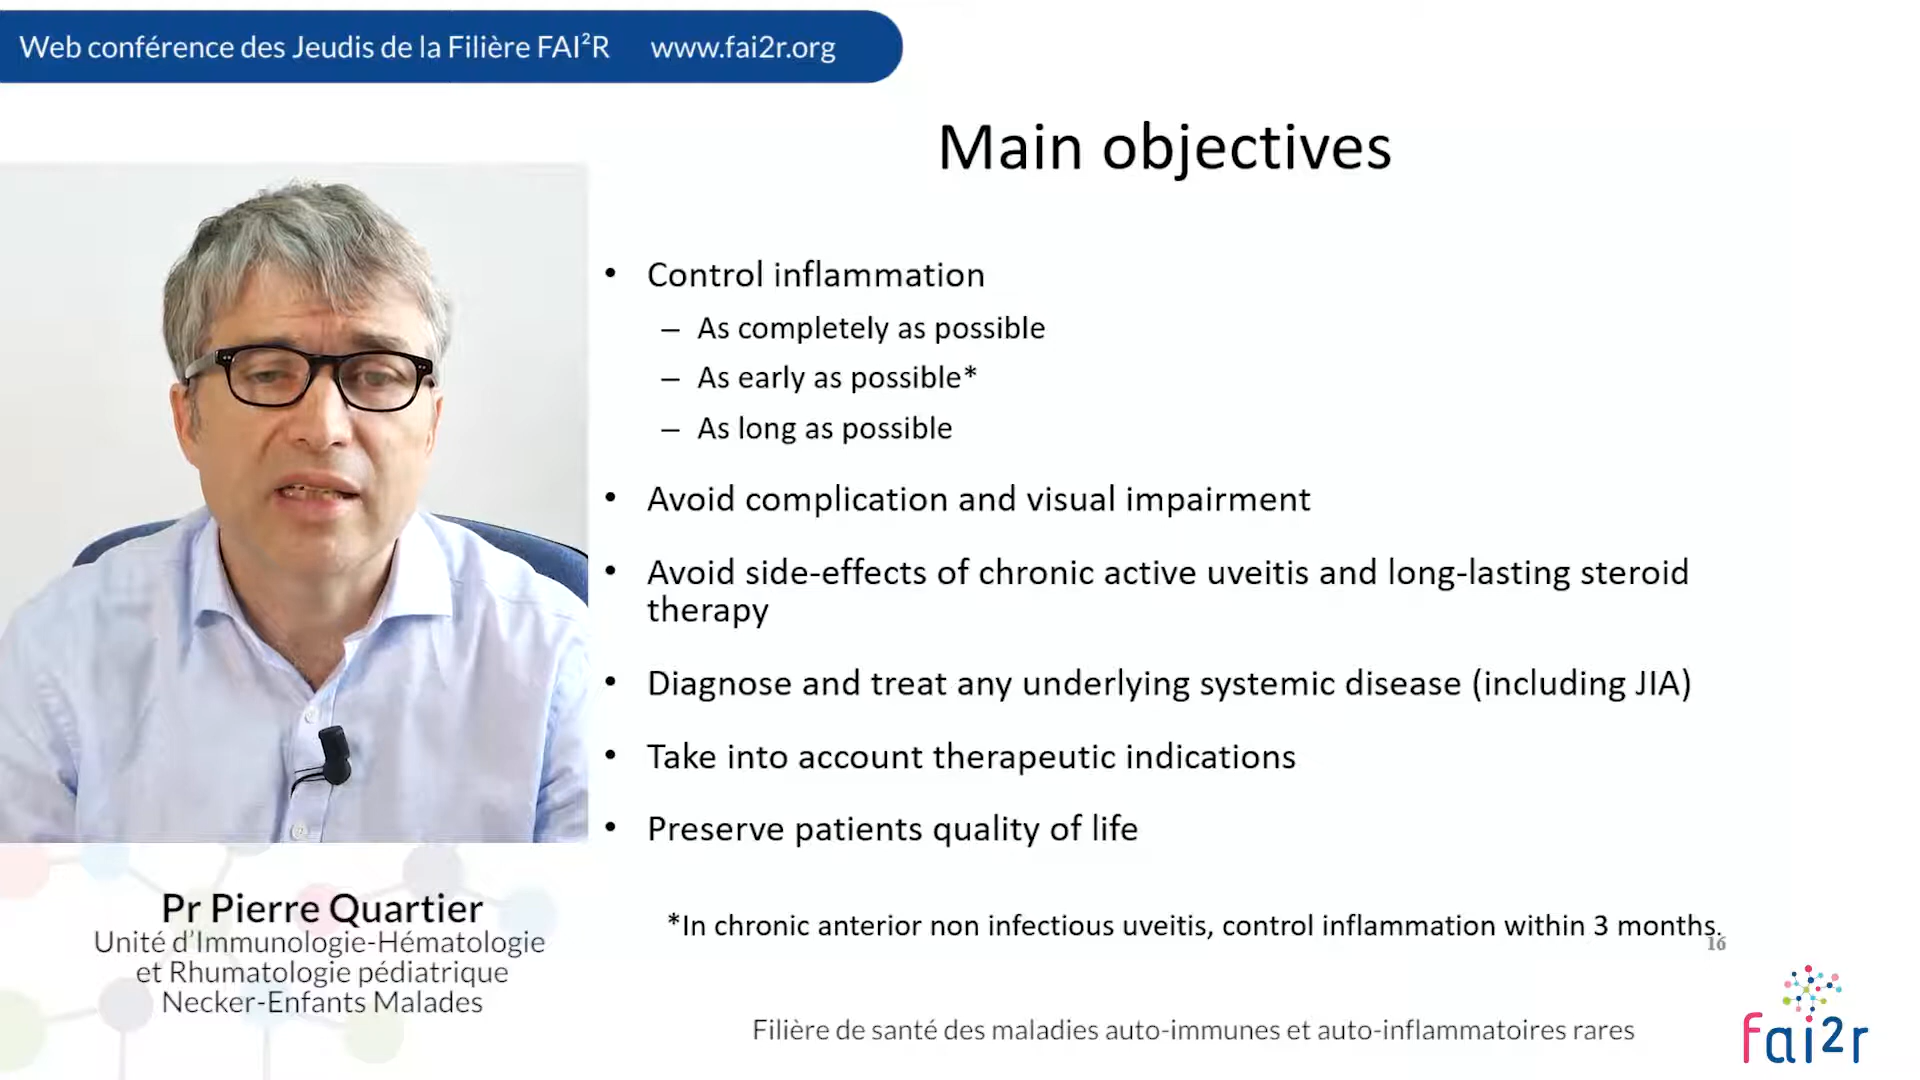 Web conférence des Jeudis de la Filière FAI²R www.fai2r.org
Main objectives
• Control inflammation
– As completely as possible
– As early as possible*
– As long as possible
• Avoid complication and visual impairment
• Avoid side-effects of chronic active uveitis and long-lasting steroid
therapy
• Diagnose and treat any underlying systemic disease (including JIA)
• Take into account therapeutic indications
• Preserve patients quality of life
*In chronic anterior non infectious uveitis, control inflammation within 3 months.
16
Pr Pierre Quartier
Unité d'Immunologie-Hématologie
et Rhumatologie pédiatrique
Necker-Enfants Malades
Filière de santé des maladies auto-immunes et auto-inflammatoires rares
fai2r